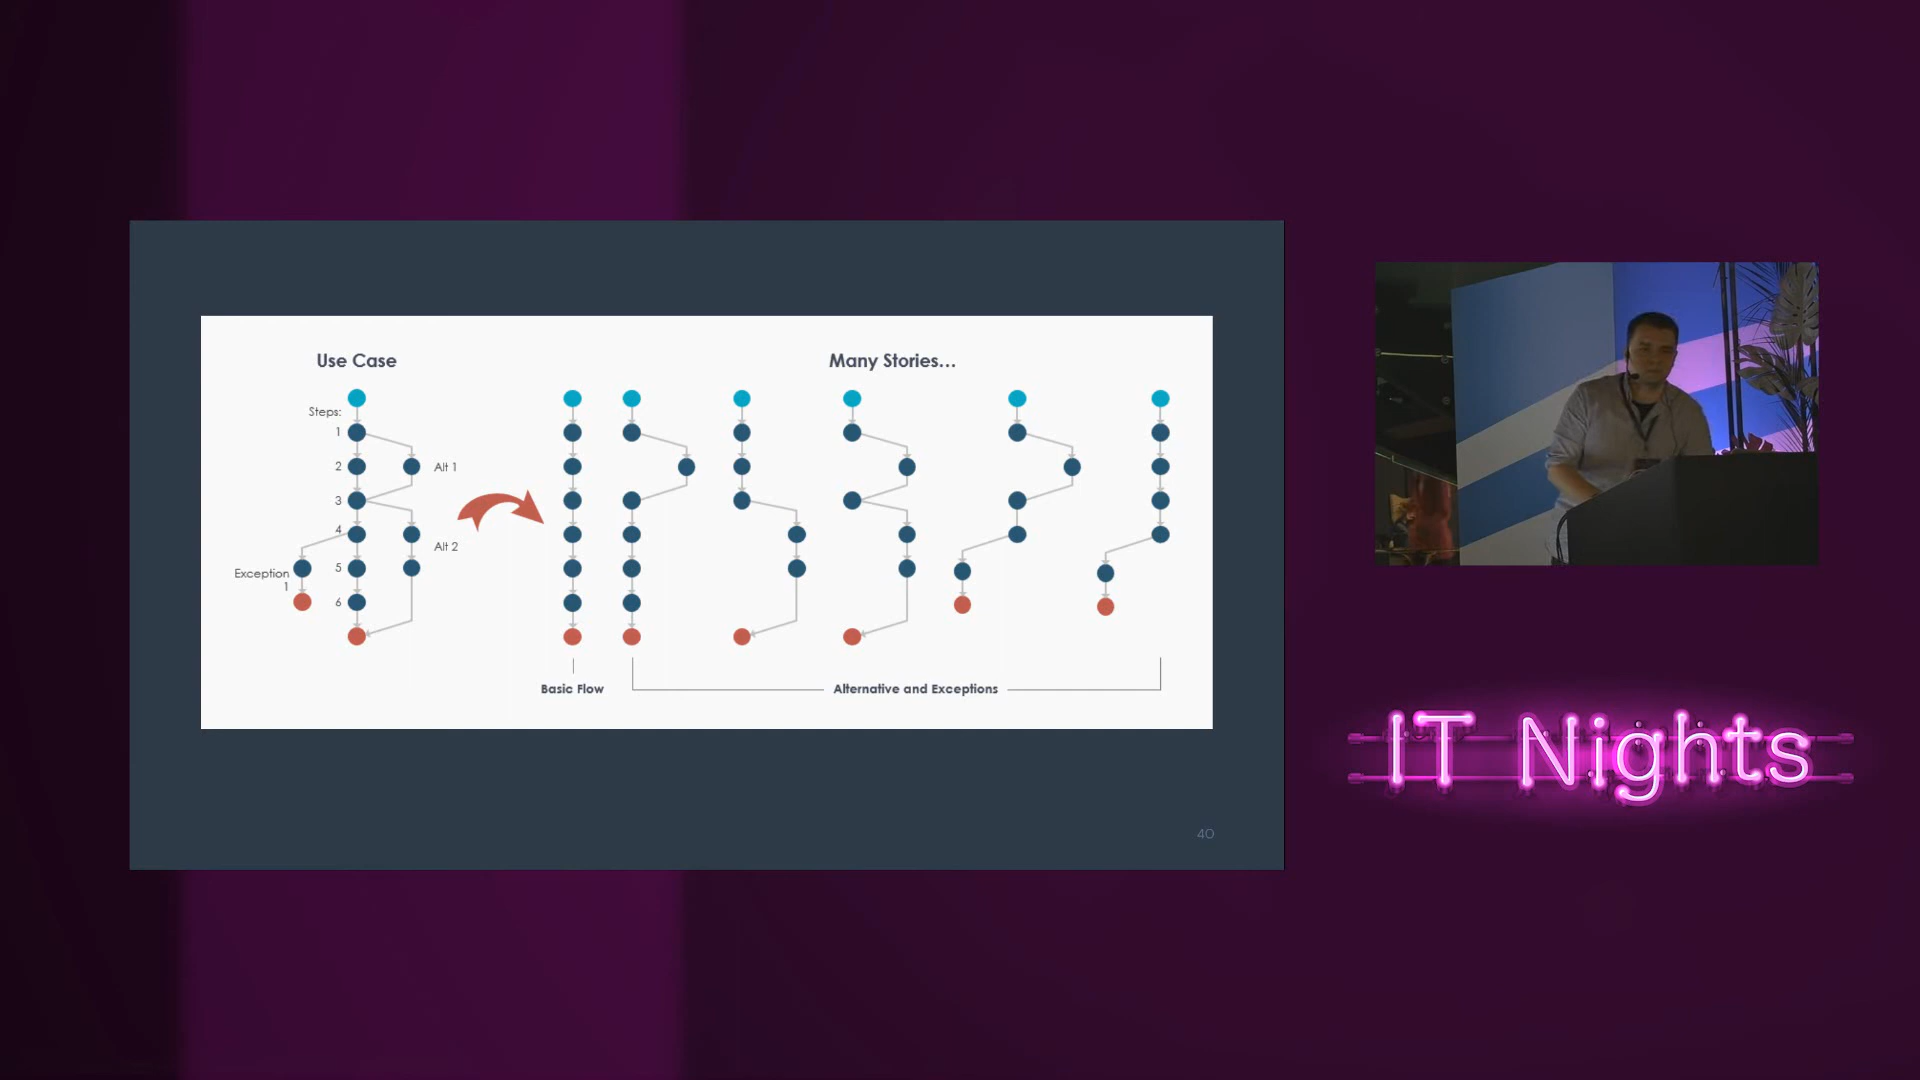 Use Case
Many Stories...
Steps:
1
2
Alt 1
3
4
Alt 2
Exception
1
5
6
Basic Flow
Alternative and Exceptions
40
IT Nights